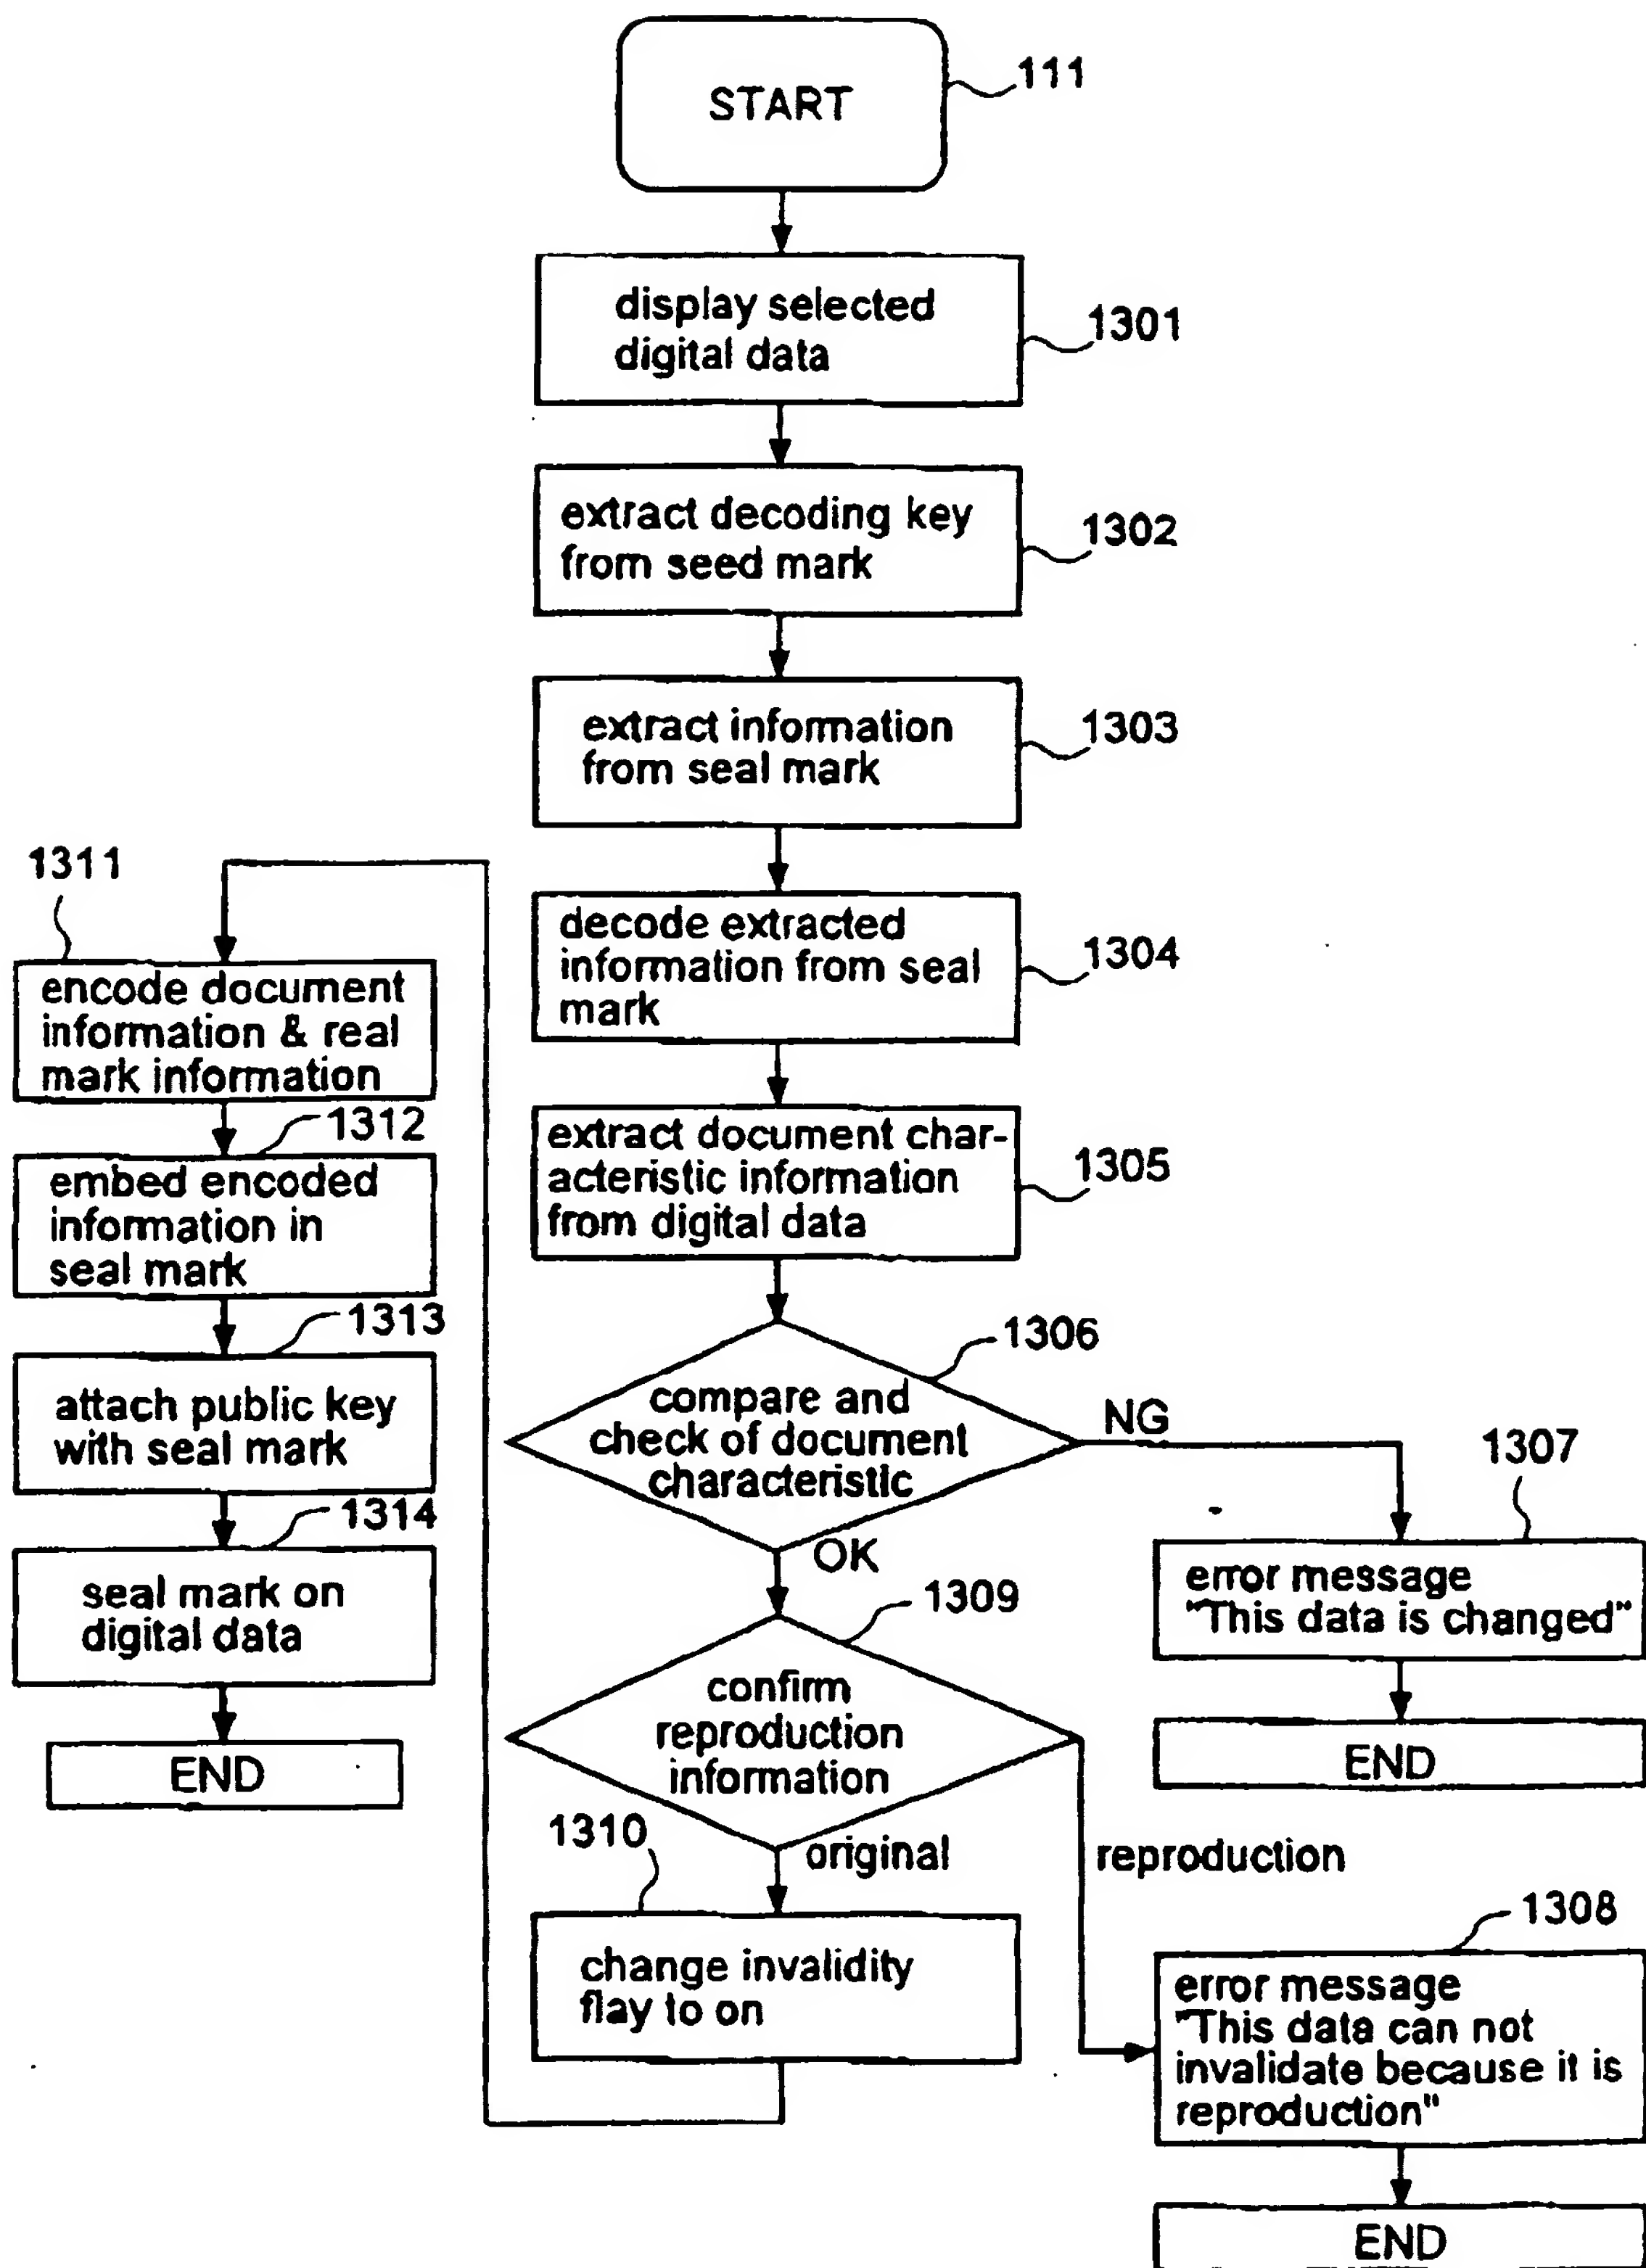 START
111
display selected
digital data
1301
extract decoding key
from seed mark
1302
extract information
from seal mark
1303
decode extracted
information from seal
mark
1304
extract document char-
acteristic information
from digital data
1305
compare and
check of document
characteristic
1306
NG
OK
1307
error message
"This data is changed"
END
confirm
reproduction
information
1309
original
reproduction
1308
error message
"This data can not
invalidate because it is
reproduction"
END
1310
change invalidity
flay to on
1311
encode document
information & real
mark information
1312
embed encoded
information in
seal mark
1313
attach public key
with seal mark
1314
seal mark on
digital data
END